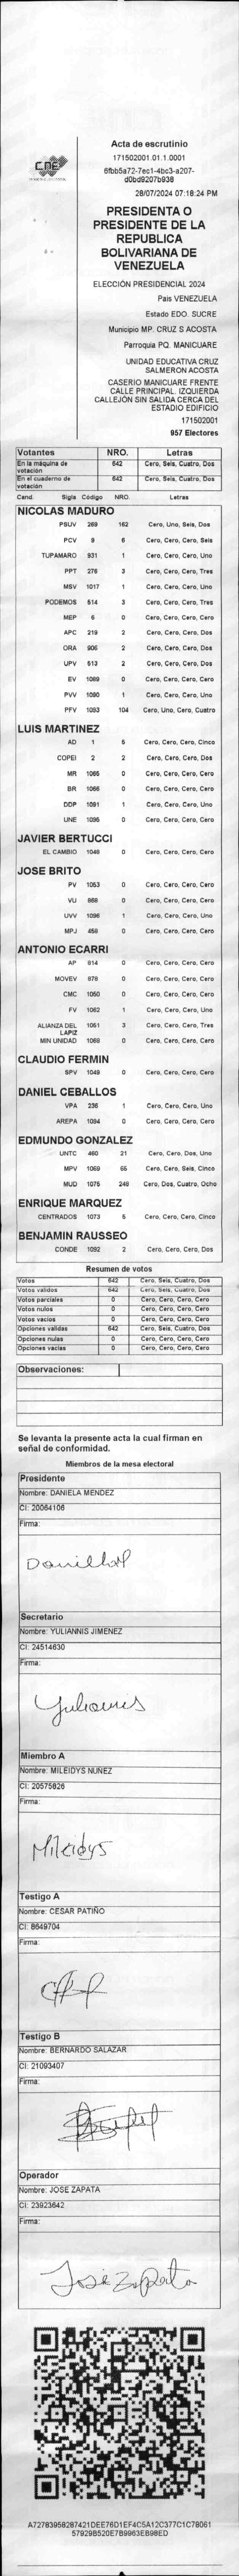 CNE
Acta de escrutinio
171502001.01.1.0001
6fbb5a72-7ec1-4bc3-a207-
d0bd9207b938
28/07/2024 07:18:24 PM
PRESIDENTA O
PRESIDENTE DE LA
REPUBLICA
BOLIVARIANA DE
VENEZUELA
ELECCIÓN PRESIDENCIAL 2024
Pais VENEZUELA
Estado EDO. SUCRE
Municipio MP. CRUZ S ACOSTA
Parroquia PQ. MANICUARE
UNIDAD EDUCATIVA CRUZ
SALMERON ACOSTA
CASERIO MANICUARE FRENTE
CALLE PRINCIPAL. IZQUIERDA
CALLEJÓN SIN SALIDA CERCA DEL
ESTADIO EDIFICIO
171502001
957 Electores
Votantes NRO. Letras
En la máquina de votación 642 Cero, Seis, Cuatro, Dos
En el cuaderno de votación 642 Cero, Seis, Cuatro, Dos
Cand. Sigla Código NRO. Letras
NICOLAS MADURO
PSUV 269 162 Cero, Uno, Seis, Dos
PCV 9 6 Cero, Cero, Cero, Seis
TUPAMARO 931 1 Cero, Cero, Cero, Uno
PPT 276 3 Cero, Cero, Cero, Tres
MSV 1017 1 Cero, Cero, Cero, Uno
PODEMOS 514 3 Cero, Cero, Cero, Tres
MEP 6 0 Cero, Cero, Cero, Cero
APC 219 2 Cero, Cero, Cero, Dos
ORA 906 2 Cero, Cero, Cero, Dos
UPV 513 2 Cero, Cero, Cero, Dos
EV 1089 0 Cero, Cero, Cero, Cero
PVV 1090 1 Cero, Cero, Cero, Uno
PFV 1093 104 Cero, Uno, Cero, Cuatro
LUIS MARTINEZ
AD 1 5 Cero, Cero, Cero, Cinco
COPEI 2 2 Cero, Cero, Cero, Dos
MR 1065 0 Cero, Cero, Cero, Cero
BR 1066 0 Cero, Cero, Cero, Cero
DDP 1091 1 Cero, Cero, Cero, Uno
UNE 1095 0 Cero, Cero, Cero, Cero
JAVIER BERTUCCI
EL CAMBIO 1048 0 Cero, Cero, Cero, Cero
JOSE BRITO
PV 1053 0 Cero, Cero, Cero, Cero
VU 868 0 Cero, Cero, Cero, Cero
UVV 1096 1 Cero, Cero, Cero, Uno
MPJ 459 0 Cero, Cero, Cero, Cero
ANTONIO ECARRI
AP 814 0 Cero, Cero, Cero, Cero
MOVEV 878 0 Cero, Cero, Cero, Cero
CMC 1050 0 Cero, Cero, Cero, Cero
FV 1062 1 Cero, Cero, Cero, Uno
ALIANZA DEL LAPIZ 1051 3 Cero, Cero, Cero, Tres
MIN UNIDAD 1068 0 Cero, Cero, Cero, Cero
CLAUDIO FERMIN
SPV 1049 0 Cero, Cero, Cero, Cero
DANIEL CEBALLOS
VPA 236 1 Cero, Cero, Cero, Uno
AREPA 1094 0 Cero, Cero, Cero, Cero
EDMUNDO GONZALEZ
UNTC 460 21 Cero, Cero, Dos, Uno
MPV 1069 65 Cero, Cero, Seis, Cinco
MUD 1075 248 Cero, Dos, Cuatro, Ocho
ENRIQUE MARQUEZ
CENTRADOS 1073 5 Cero, Cero, Cero, Cinco
BENJAMIN RAUSSEO
CONDE 1092 2 Cero, Cero, Cero, Dos
Resumen de votos
Votos 642 Cero, Seis, Cuatro, Dos
Votos validos 642 Cero, Seis, Cuatro, Dos
Votos parciales 0 Cero, Cero, Cero, Cero
Votos nulos 0 Cero, Cero, Cero, Cero
Votos vacios 0 Cero, Cero, Cero, Cero
Opciones validas 642 Cero, Seis, Cuatro, Dos
Opciones nulas 0 Cero, Cero, Cero, Cero
Opciones vacias 0 Cero, Cero, Cero, Cero
Observaciones:
Se levanta la presente acta la cual firman en
señal de conformidad.
Miembros de la mesa electoral
Presidente
Nombre: DANIELA MENDEZ
CI: 20064106
Firma:
Secretario
Nombre: YULIANNIS JIMENEZ
CI: 24514630
Firma:
Yuliannis
Miembro A
Nombre: MILEIDYS NUÑEZ
CI: 20575826
Firma:
Mileidys
Testigo A
Nombre: CESAR PATIÑO
CI: 8649704
Firma:
Testigo B
Nombre: BERNARDO SALAZAR
CI: 21093407
Firma:
Operador
Nombre: JOSE ZAPATA
CI: 23923642
Firma:
José Zapata
A72783958287421DEE76D1EF4C5A12C377C1C78061
57929B520E7B9963EB98ED